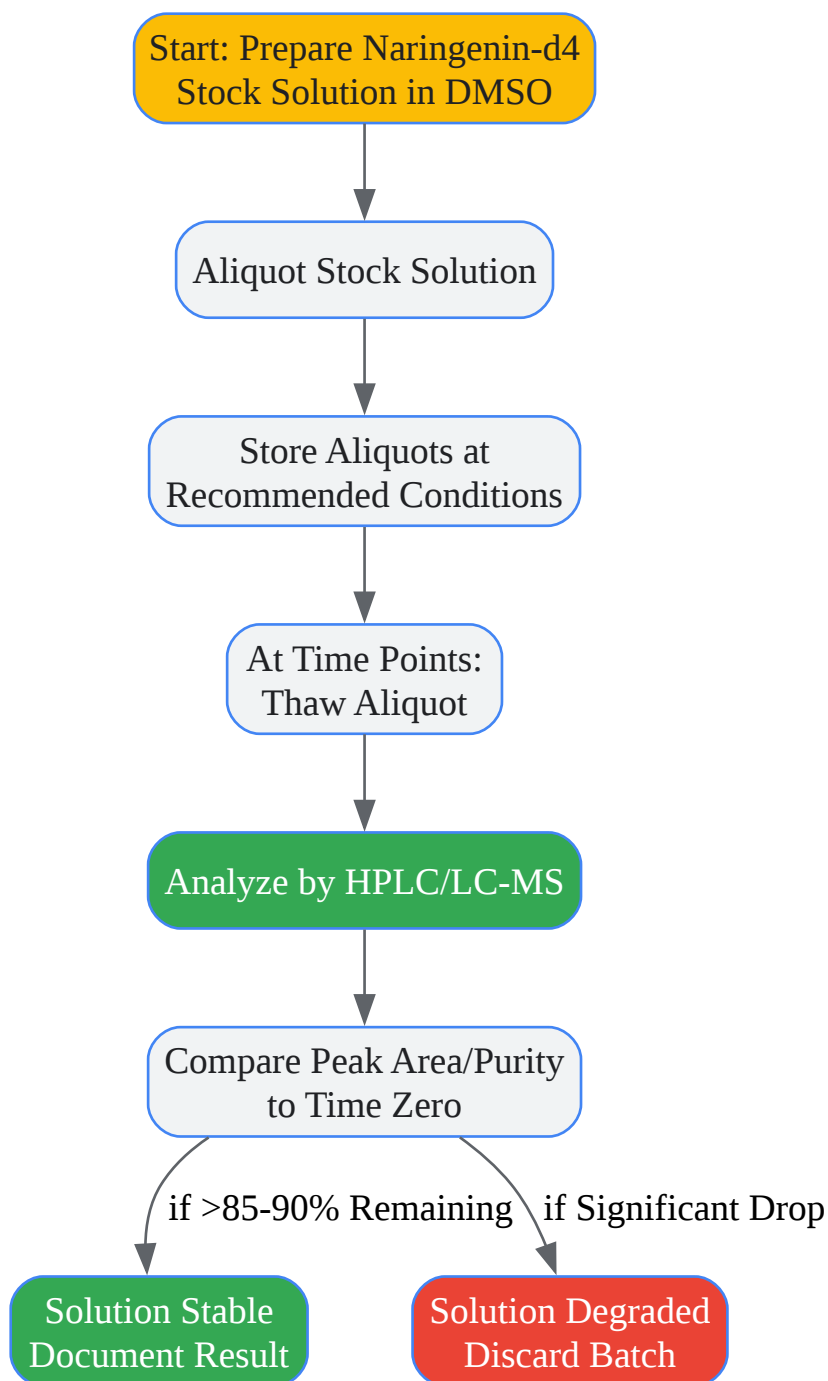 Start: Prepare Naringenin-d4
Stock Solution in DMSO
Aliquot Stock Solution
Store Aliquots at
Recommended Conditions
At Time Points:
Thaw Aliquot
Analyze by HPLC/LC-MS
Compare Peak Area/Purity
to Time Zero
if >85-90% Remaining
if Significant Drop
Solution Stable
Document Result
Solution Degraded
Discard Batch